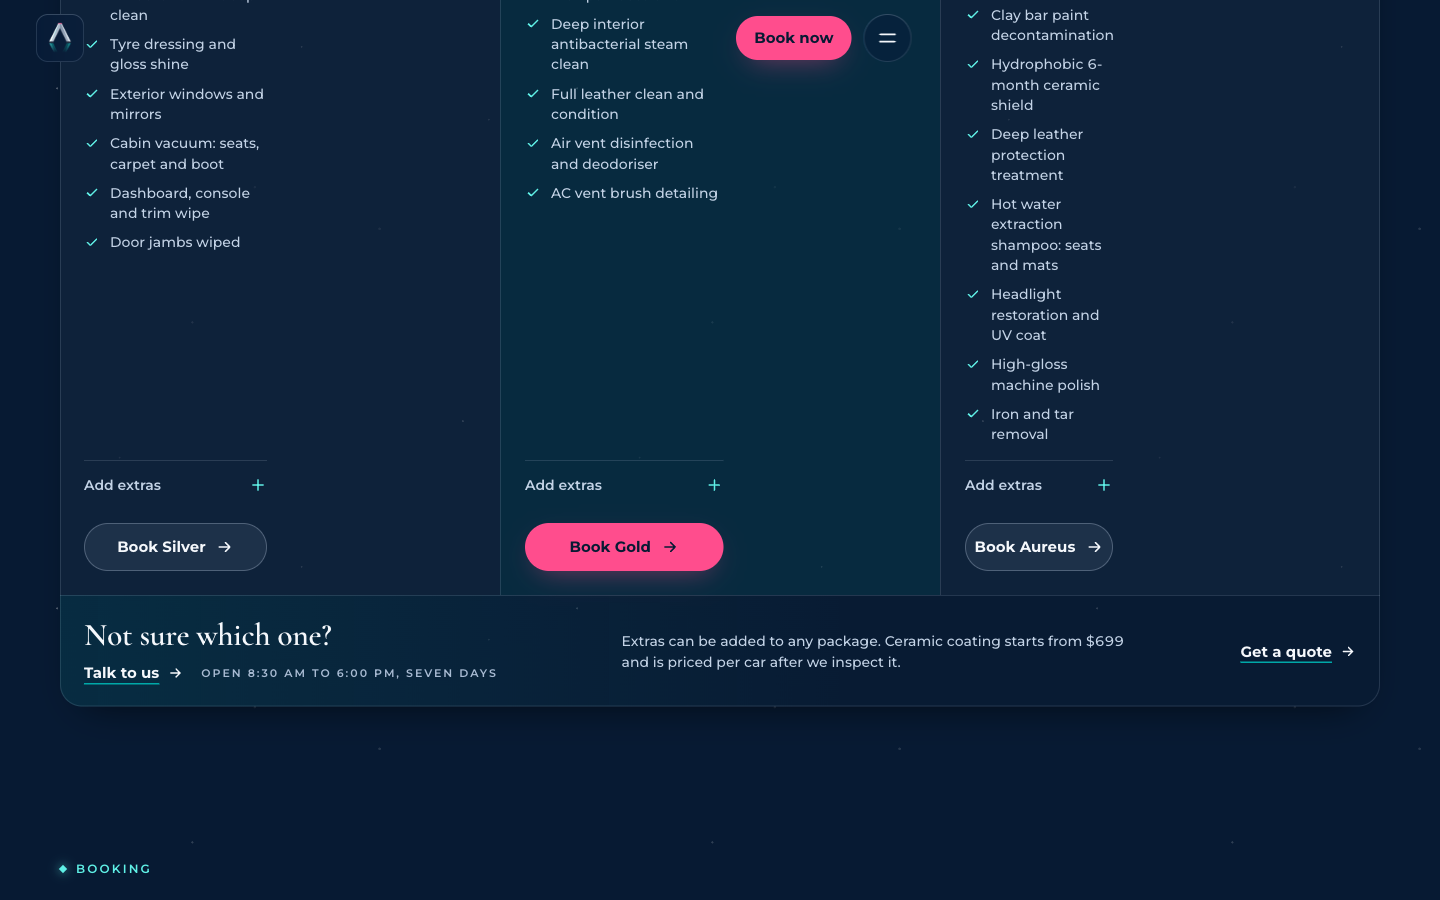 clean
Tyre dressing and
gloss shine
Exterior windows and
mirrors
Cabin vacuum: seats,
carpet and boot
Dashboard, console
and trim wipe
Door jambs wiped
Add extras
Book Silver
Deep interior
antibacterial steam
clean
Full leather clean and
condition
Air vent disinfection
and deodoriser
AC vent brush detailing
Add extras
Book Gold
Book now
Clay bar paint
decontamination
Hydrophobic 6-
month ceramic
shield
Deep leather
protection
treatment
Hot water
extraction
shampoo: seats
and mats
Headlight
restoration and
UV coat
High-gloss
machine polish
Iron and tar
removal
Add extras
Book Aureus
Not sure which one?
Talk to us
OPEN 8:30 AM TO 6:00 PM, SEVEN DAYS
Extras can be added to any package. Ceramic coating starts from $699
and is priced per car after we inspect it.
Get a quote
BOOKING